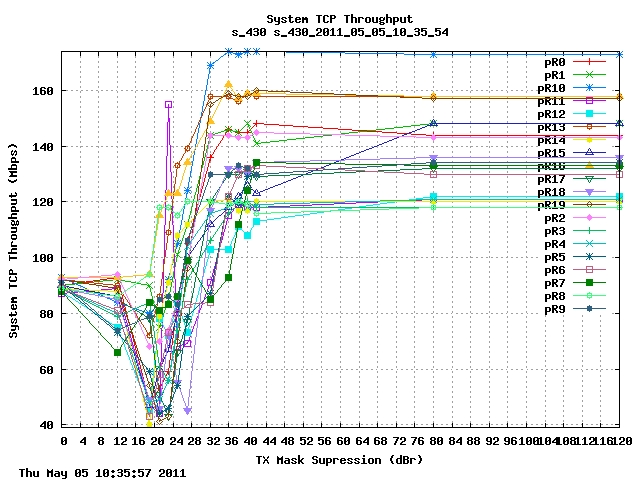 System TCP Throughput
s_430 s_430_2011_05_05_10_35_54
System TCP Throughput (Mbps)
160
140
120
100
80
60
40
pR0
pR1
pR10
pR11
pR12
pR13
pR14
pR15
pR16
pR17
pR18
pR19
pR2
pR3
pR4
pR5
pR6
pR7
pR8
pR9
0 4 8 12 16 20 24 28 32 36 40 44 48 52 56 60 64 68 72 76 80 84 88 92 96 100 104 108 112 116 120
TX Mask Supression (dBr)
Thu May 05 10:35:57 2011